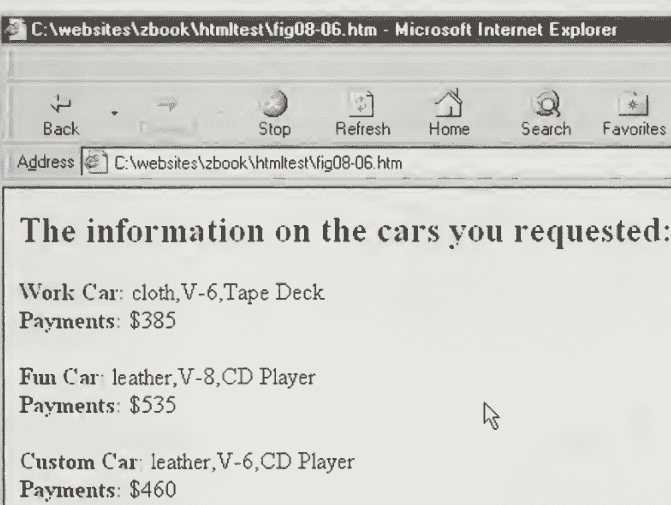 C:\websites\zbook\htmltest\fig08-06.htm - Microsoft Internet Explorer
Back Stop Refresh Home Search Favorites
Address C:\websites\zbook\htmltest\fig08-06.htm
The information on the cars you requested:
Work Car: cloth,V-6,Tape Deck
Payments: $385
Fun Car: leather,V-8,CD Player
Payments: $535
Custom Car: leather,V-6,CD Player
Payments: $460